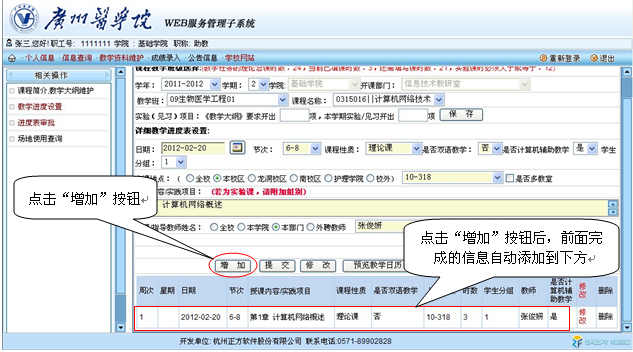 广州医学院 WEB服务管理子系统
张三,您好! 职工号: 1111111 学院 : 基础学院 职称: 助教
个人信息 信息查询 教学资料维护 成绩录入 公告信息 学校网站 重新登录 退出
相关操作
课程简介.教学大纲维护
教学进度设置
进度表审批
场地使用查询
学年: 2011-2012 学期: 2 学院: 基础学院 开课部门: 信息技术教研室
教学班: 09生物医学工程01 课程名称: 0315016||计算机网络技术
实验(见习)项目:《教学大纲》要求开出 项,本学期实验/见习开出 项 保 存
详细教学进度表设置:
日期: 2012-02-20 节次: 6-8 课程性质: 理论课 是否双语教学: 否 是否计算机辅助教学 是 学生
分组: 1
地点: ( 全校 本校区 龙洞校区 南校区 护理学院 校外) 10-318 是否多教室
内容/实践项目: (若为实验课,请附加组别)
计算机网络概述
指导教师姓名: 全校 本学院 本部门 外聘教师 张俊妍
点击“增加”按钮
点击“增加”按钮后,前面完
成的信息自动添加到下方
增 加 提 交 修 改 预览教学日历
周次 星期 日期 节次 授课内容/实践项目 课程性质 是否双语教学 时数 学生分组 教师 是否计算机辅助教学 修改 删除
1 2012-02-20 6-8 第1章 计算机网络概述 理论课 否 10-318 3 1 张俊妍 是 修改 删除
开发单位: 杭州正方软件股份有限公司 联系电话:0571-89902828